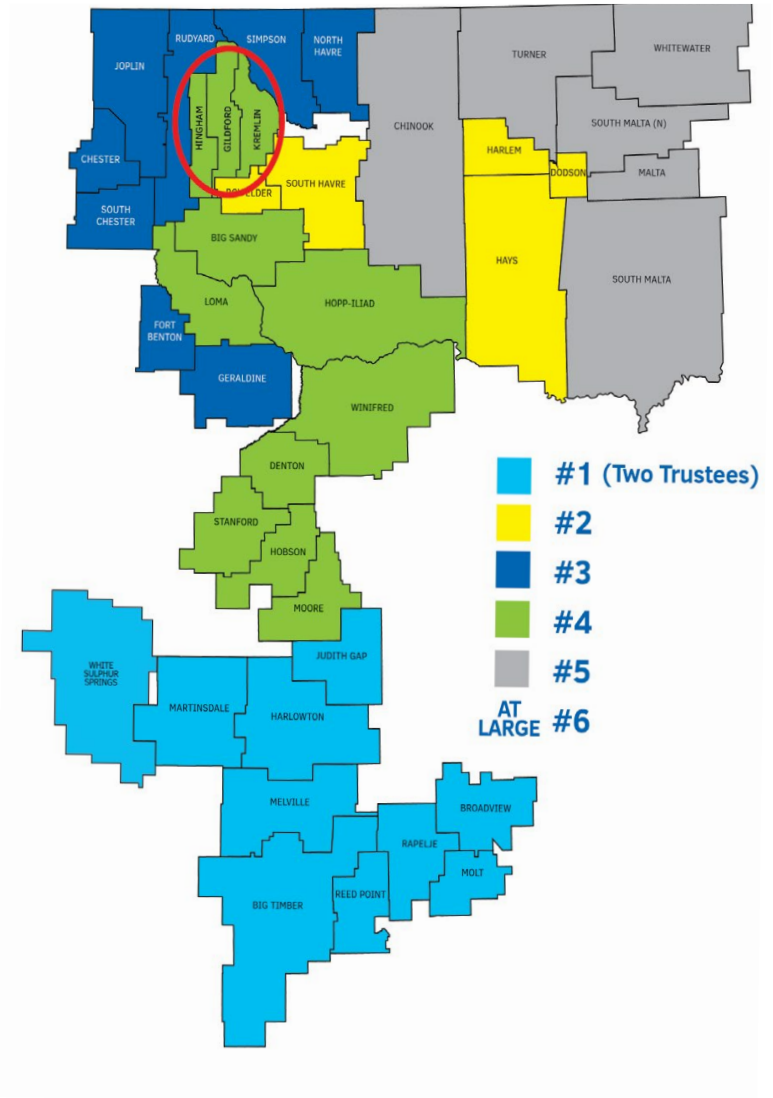 RUDYARD
SIMPSON
NORTH
HAVRE
JOPLIN
TURNER
WHITEWATER
HINGHAM
GILDFORD
KREMLIN
CHINOOK
SOUTH MALTA (N)
CHESTER
HARLEM
DODSON
MALTA
SOUTH HAVRE
SOUTH
CHESTER
BIG SANDY
HAYS
SOUTH MALTA
LOMA
HOPP-ILIAD
FORT
BENTON
GERALDINE
WINIFRED
DENTON
STANFORD
HOBSON
MOORE
#1 (Two Trustees)
#2
#3
#4
#5
AT
LARGE #6
JUDITH GAP
WHITE
SULPHUR
SPRINGS
MARTINSDALE
HARLOWTON
MELVILLE
BROADVIEW
RAPELJE
MOLT
REED POINT
BIG TIMBER